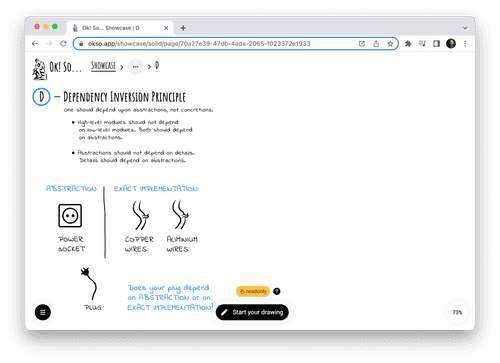 Ok! So... Showcase | D
okso.app/showcase/solid/page/70a27e39-47db-4ada-2065-f023372e1933
Ok! So... Showcase > ... > D
D — Dependency Inversion Principle
One should depend upon abstractions, not concretions.
• High-level modules should not depend
on low-level modules. Both should depend
on abstractions.
• Abstractions should not depend on details.
Details should depend on abstractions.
ABSTRACTION EXACT IMPLEMENTATION
POWER SOCKET
COPPER WIRES
ALIMINIUM WIRES
PLUG
Does your plug depend
on ABSTRACTION or on
EXACT IMPLEMENTATION?
readonly ?
Start your drawing
73%